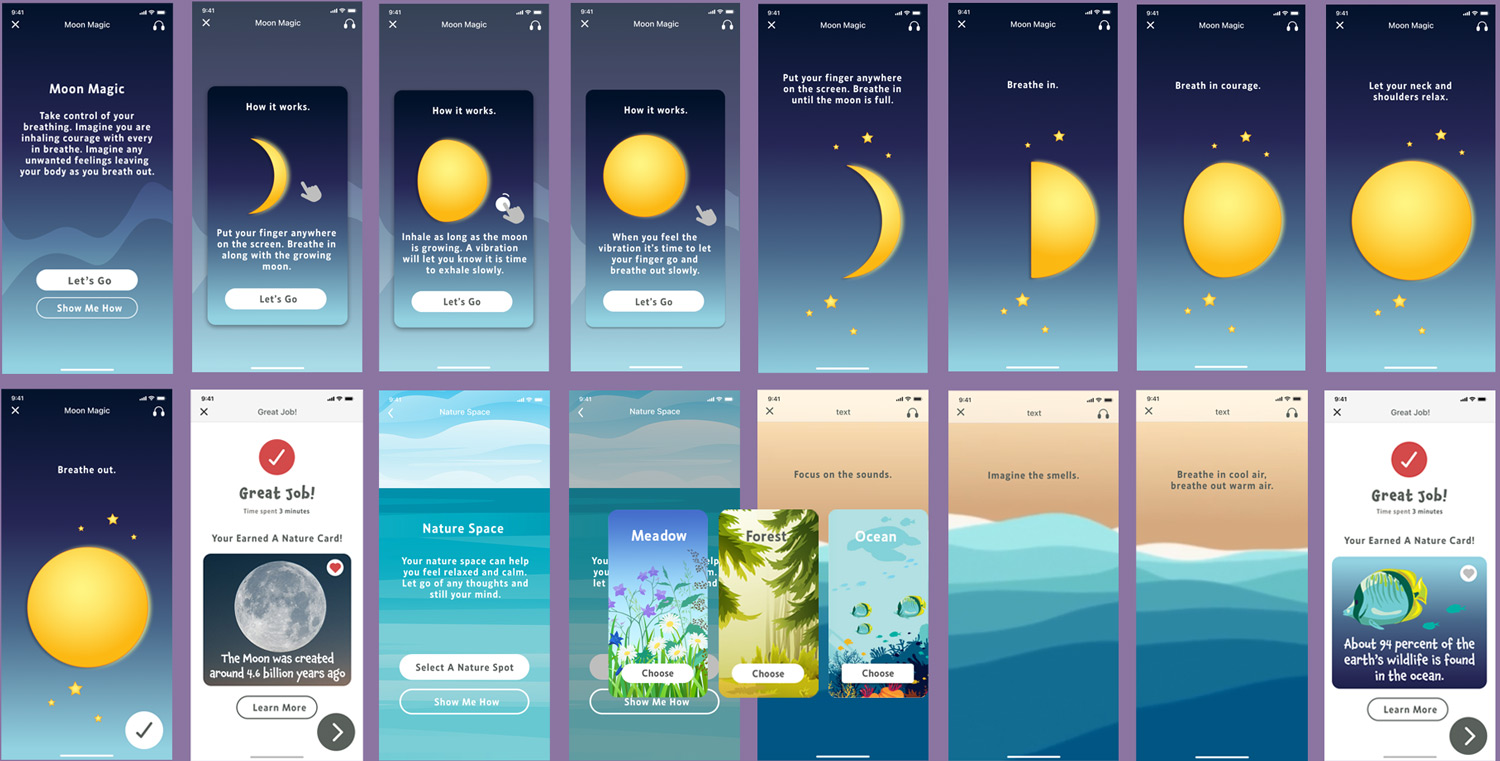 9:41
Moon Magic
Moon Magic
Take control of your
breathing. Imagine you are
inhaling courage with every
in breathe. Imagine any
unwanted feelings leaving
your body as you breath out.
Let's Go
Show Me How
9:41
Moon Magic
How it works.
Put your finger anywhere
on the screen. Breathe in
along with the growing
moon.
Let's Go
9:41
Moon Magic
How it works.
Inhale as long as the moon
is growing. A vibration
will let you know it is time
to exhale slowly.
Let's Go
9:41
Moon Magic
How it works.
When you feel the
vibration it's time to let
your finger go and
breathe out slowly.
Let's Go
9:41
Moon Magic
Put your finger anywhere
on the screen. Breathe in
until the moon is full.
9:41
Moon Magic
Breathe in.
9:41
Moon Magic
Breath in courage.
9:41
Moon Magic
Let your neck and
shoulders relax.
9:41
Moon Magic
Breathe out.
9:41
Great Job!
Great Job!
Time spent 3 minutes
Your Earned A Nature Card!
The Moon was created
around 4.6 billion years ago
Learn More
9:41
Nature Space
Nature Space
Your nature space can help
you feel relaxed and calm.
Let go of any thoughts and
still your mind.
Select A Nature Spot
Show Me How
9:41
Nature Space
Meadow
Choose
Show Me How
Forest
Choose
Ocean
Choose
9:41
text
Focus on the sounds.
9:41
text
Imagine the smells.
9:41
text
Breathe in cool air,
breathe out warm air.
9:41
Great Job!
Great Job!
Time spent 3 minutes
Your Earned A Nature Card!
About 94 percent of the
earth's wildlife is found
in the ocean.
Learn More